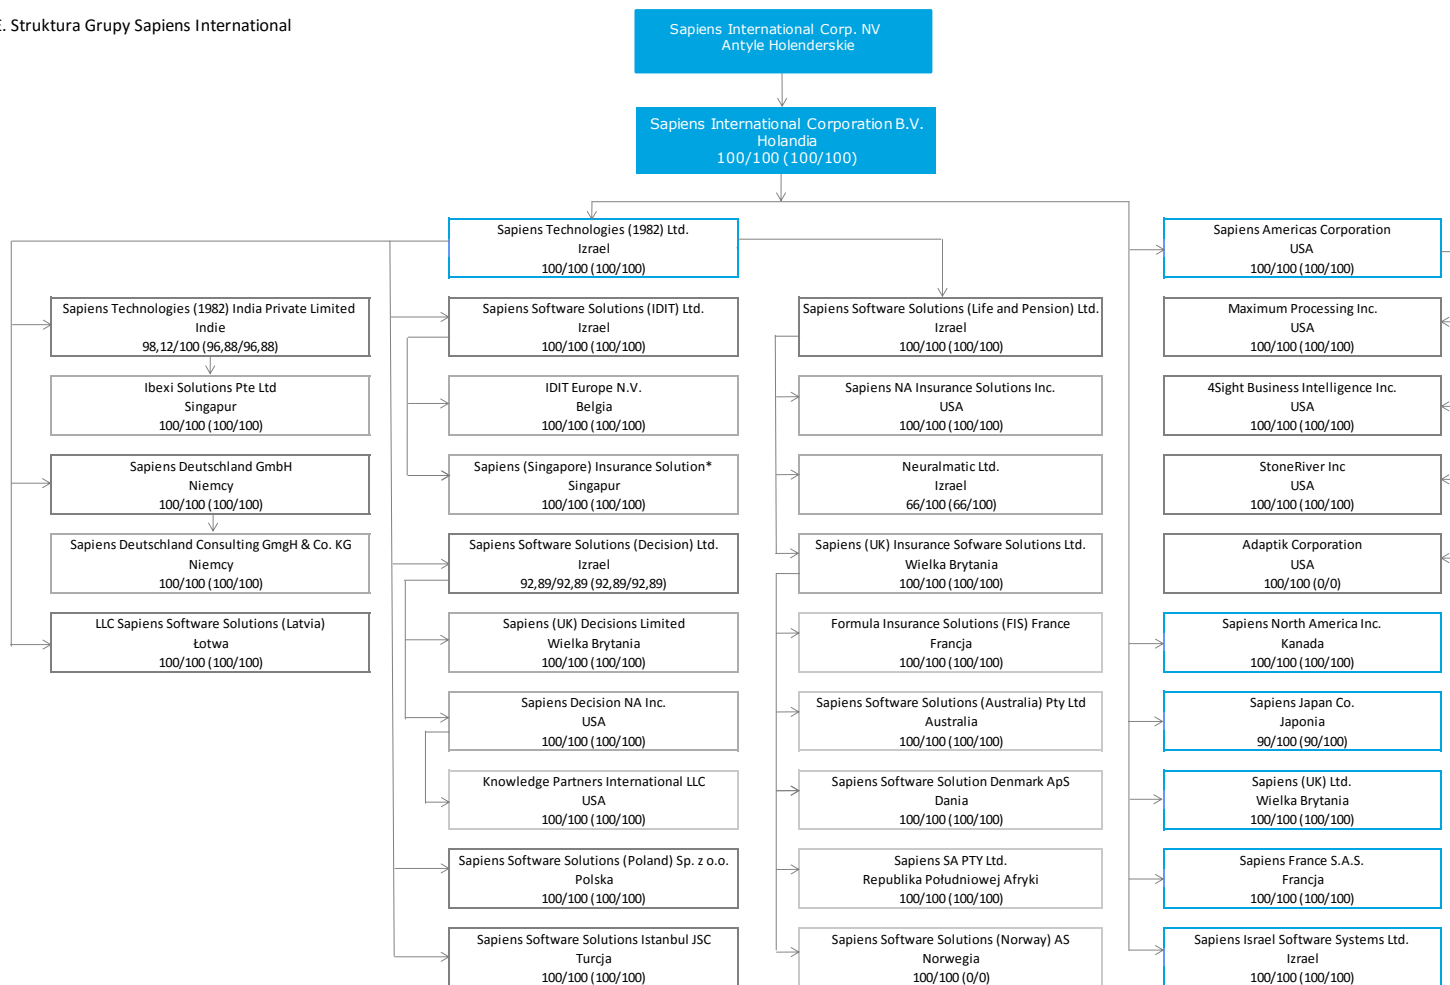 E. Struktura Grupy Sapiens International
Sapiens International Corp. NV
Antyle Holenderskie
Sapiens International Corporation B.V.
Holandia
100/100 (100/100)
Sapiens Technologies (1982) Ltd.
Izrael
100/100 (100/100)
Sapiens Americas Corporation
USA
100/100 (100/100)
Sapiens Technologies (1982) India Private Limited
Indie
98,12/100 (96,88/96,88)
Sapiens Software Solutions (IDIT) Ltd.
Izrael
100/100 (100/100)
Sapiens Software Solutions (Life and Pension) Ltd.
Izrael
100/100 (100/100)
Maximum Processing Inc.
USA
100/100 (100/100)
Ibexi Solutions Pte Ltd
Singapur
100/100 (100/100)
IDIT Europe N.V.
Belgia
100/100 (100/100)
Sapiens NA Insurance Solutions Inc.
USA
100/100 (100/100)
4Sight Business Intelligence Inc.
USA
100/100 (100/100)
Sapiens Deutschland GmbH
Niemcy
100/100 (100/100)
Sapiens (Singapore) Insurance Solution*
Singapur
100/100 (100/100)
Neuralmatic Ltd.
Izrael
66/100 (66/100)
StoneRiver Inc
USA
100/100 (100/100)
Sapiens Deutschland Consulting GmgH & Co. KG
Niemcy
100/100 (100/100)
Sapiens Software Solutions (Decision) Ltd.
Izrael
92,89/92,89 (92,89/92,89)
Sapiens (UK) Insurance Sofware Solutions Ltd.
Wielka Brytania
100/100 (100/100)
Adaptik Corporation
USA
100/100 (0/0)
LLC Sapiens Software Solutions (Latvia)
Łotwa
100/100 (100/100)
Sapiens (UK) Decisions Limited
Wielka Brytania
100/100 (100/100)
Formula Insurance Solutions (FIS) France
Francja
100/100 (100/100)
Sapiens North America Inc.
Kanada
100/100 (100/100)
Sapiens Decision NA Inc.
USA
100/100 (100/100)
Sapiens Software Solutions (Australia) Pty Ltd
Australia
100/100 (100/100)
Sapiens Japan Co.
Japonia
90/100 (90/100)
Knowledge Partners International LLC
USA
100/100 (100/100)
Sapiens Software Solution Denmark ApS
Dania
100/100 (100/100)
Sapiens (UK) Ltd.
Wielka Brytania
100/100 (100/100)
Sapiens Software Solutions (Poland) Sp. z o.o.
Polska
100/100 (100/100)
Sapiens SA PTY Ltd.
Republika Południowej Afryki
100/100 (100/100)
Sapiens France S.A.S.
Francja
100/100 (100/100)
Sapiens Software Solutions Istanbul JSC
Turcja
100/100 (100/100)
Sapiens Software Solutions (Norway) AS
Norwegia
100/100 (0/0)
Sapiens Israel Software Systems Ltd.
Izrael
100/100 (100/100)